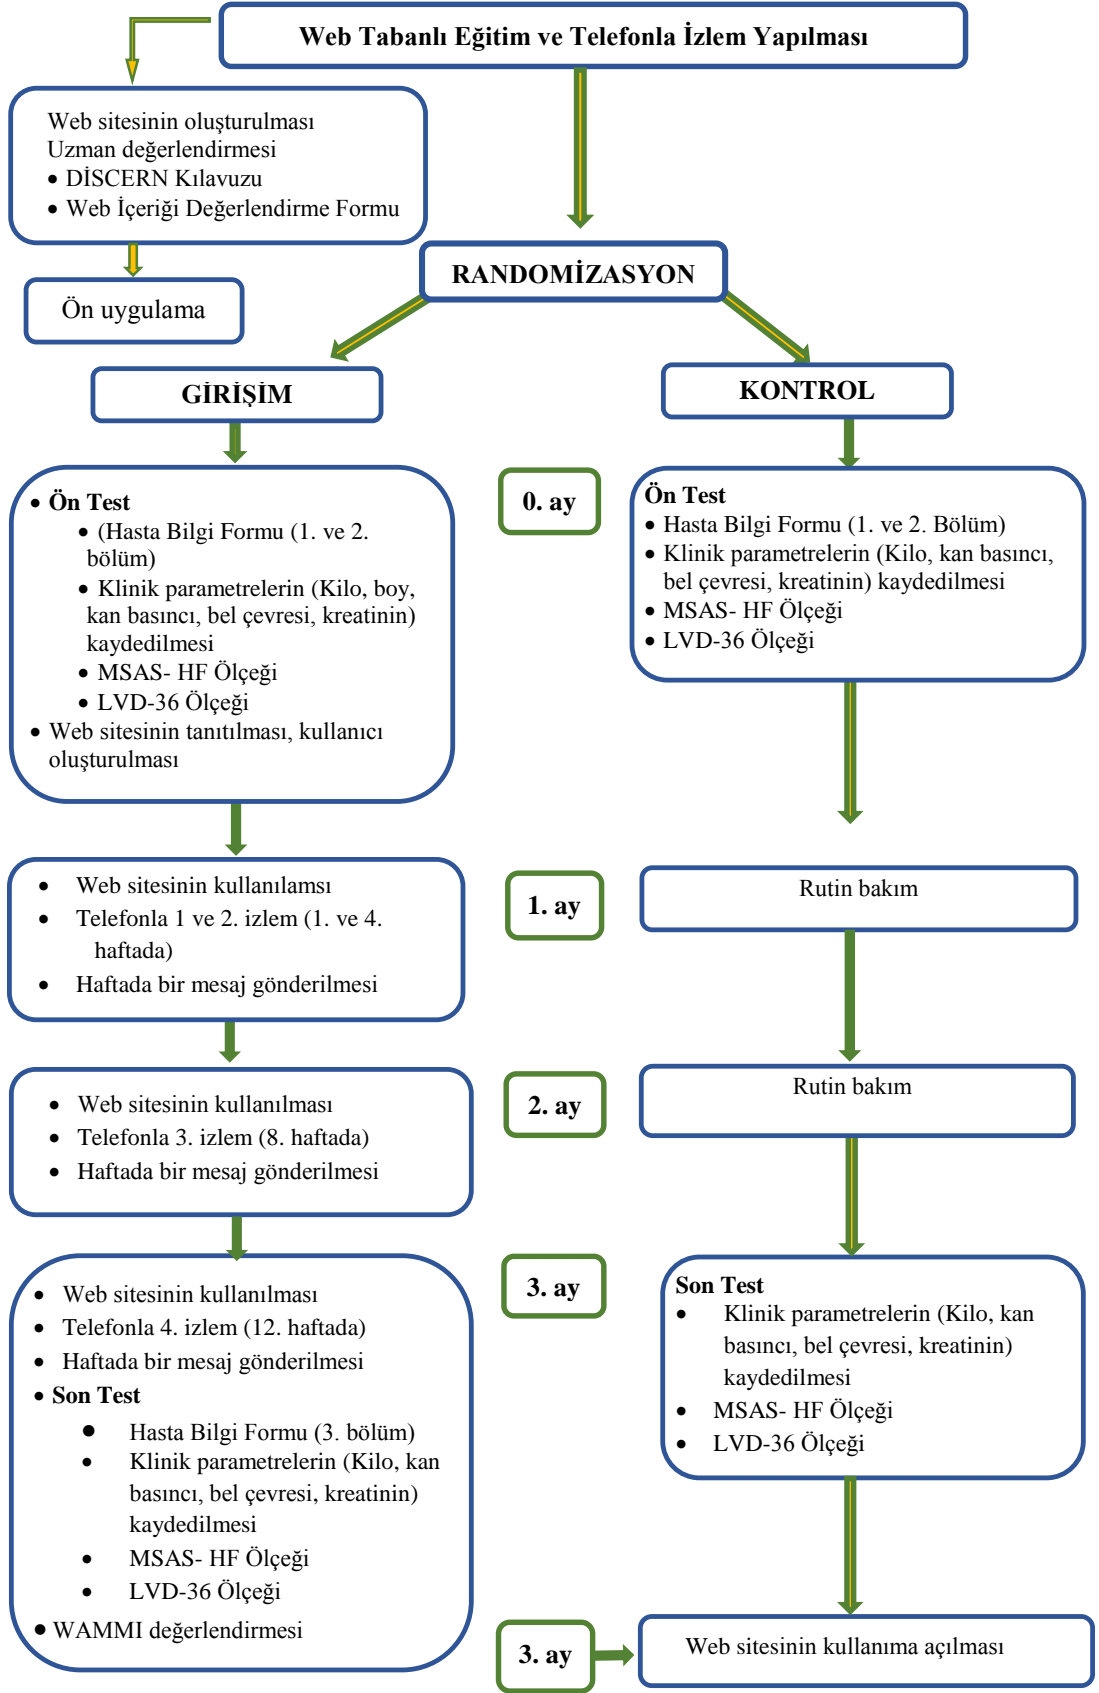 Web Tabanlı Eğitim ve Telefonla İzlem Yapılması
Web sitesinin oluşturulması
Uzman değerlendirmesi
• DİSCERN Kılavuzu
• Web İçeriği Değerlendirme Formu
Ön uygulama
RANDOMİZASYON
GİRİŞİM
KONTROL
• Ön Test
• (Hasta Bilgi Formu (1. ve 2.
bölüm)
• Klinik parametrelerin (Kilo, boy,
kan basıncı, bel çevresi, kreatinin)
kaydedilmesi
• MSAS- HF Ölçeği
• LVD-36 Ölçeği
• Web sitesinin tanıtılması, kullanıcı
oluşturulması
0. ay
Ön Test
• Hasta Bilgi Formu (1. ve 2. Bölüm)
• Klinik parametrelerin (Kilo, kan basıncı,
bel çevresi, kreatinin) kaydedilmesi
• MSAS- HF Ölçeği
• LVD-36 Ölçeği
• Web sitesinin kullanılamsı
• Telefonla 1 ve 2. izlem (1. ve 4.
haftada)
• Haftada bir mesaj gönderilmesi
1. ay
Rutin bakım
• Web sitesinin kullanılması
• Telefonla 3. izlem (8. haftada)
• Haftada bir mesaj gönderilmesi
2. ay
Rutin bakım
• Web sitesinin kullanılması
• Telefonla 4. izlem (12. haftada)
• Haftada bir mesaj gönderilmesi
• Son Test
• Hasta Bilgi Formu (3. bölüm)
• Klinik parametrelerin (Kilo, kan
basıncı, bel çevresi, kreatinin)
kaydedilmesi
• MSAS- HF Ölçeği
• LVD-36 Ölçeği
• WAMMI değerlendirmesi
3. ay
Son Test
• Klinik parametrelerin (Kilo, kan
basıncı, bel çevresi, kreatinin)
kaydedilmesi
• MSAS- HF Ölçeği
• LVD-36 Ölçeği
3. ay
Web sitesinin kullanıma açılması